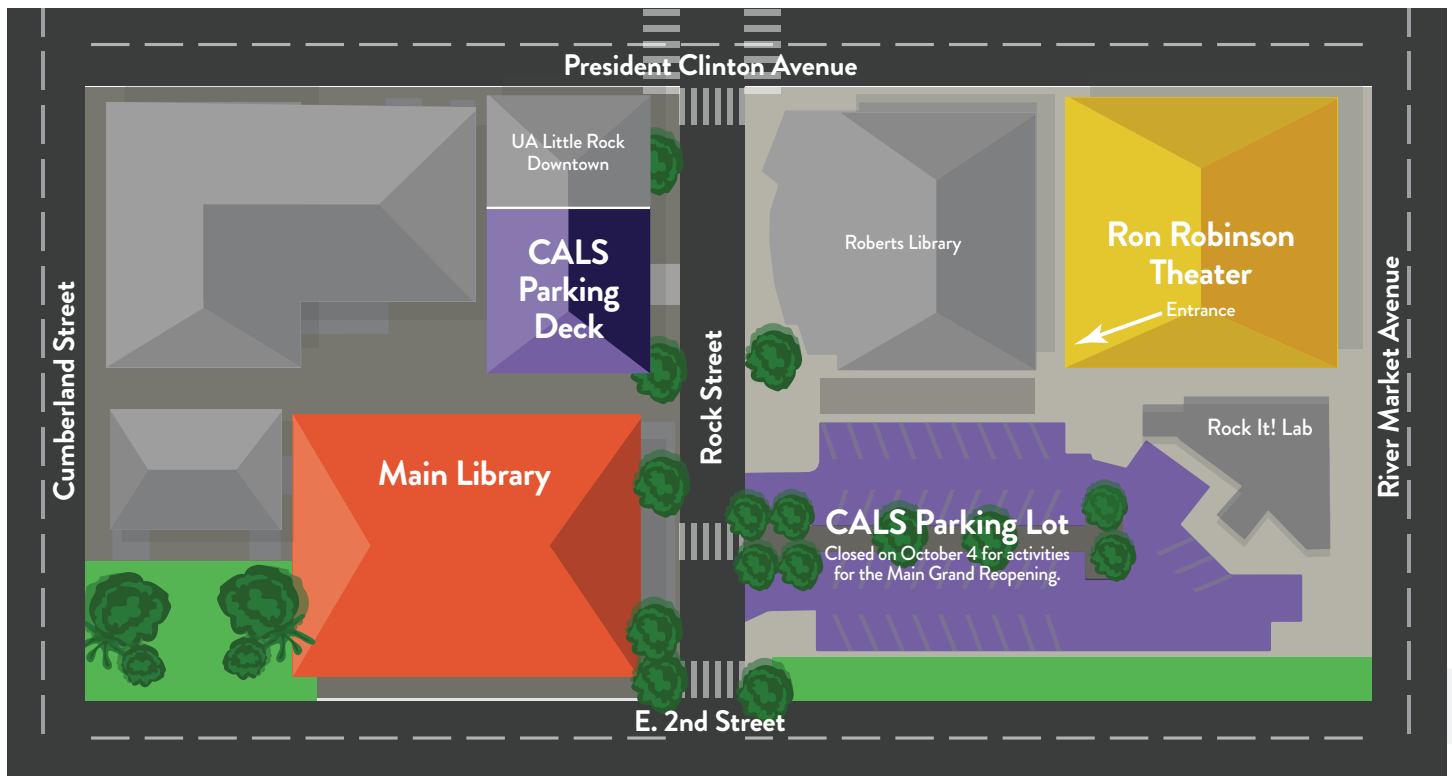 President Clinton Avenue
UA Little Rock
Downtown
CALS
Parking
Deck
Roberts Library
Ron Robinson
Theater
Entrance
Cumberland Street
Rock Street
River Market Avenue
Main Library
Rock It! Lab
CALS Parking Lot
Closed on October 4 for activities
for the Main Grand Reopening.
E. 2nd Street